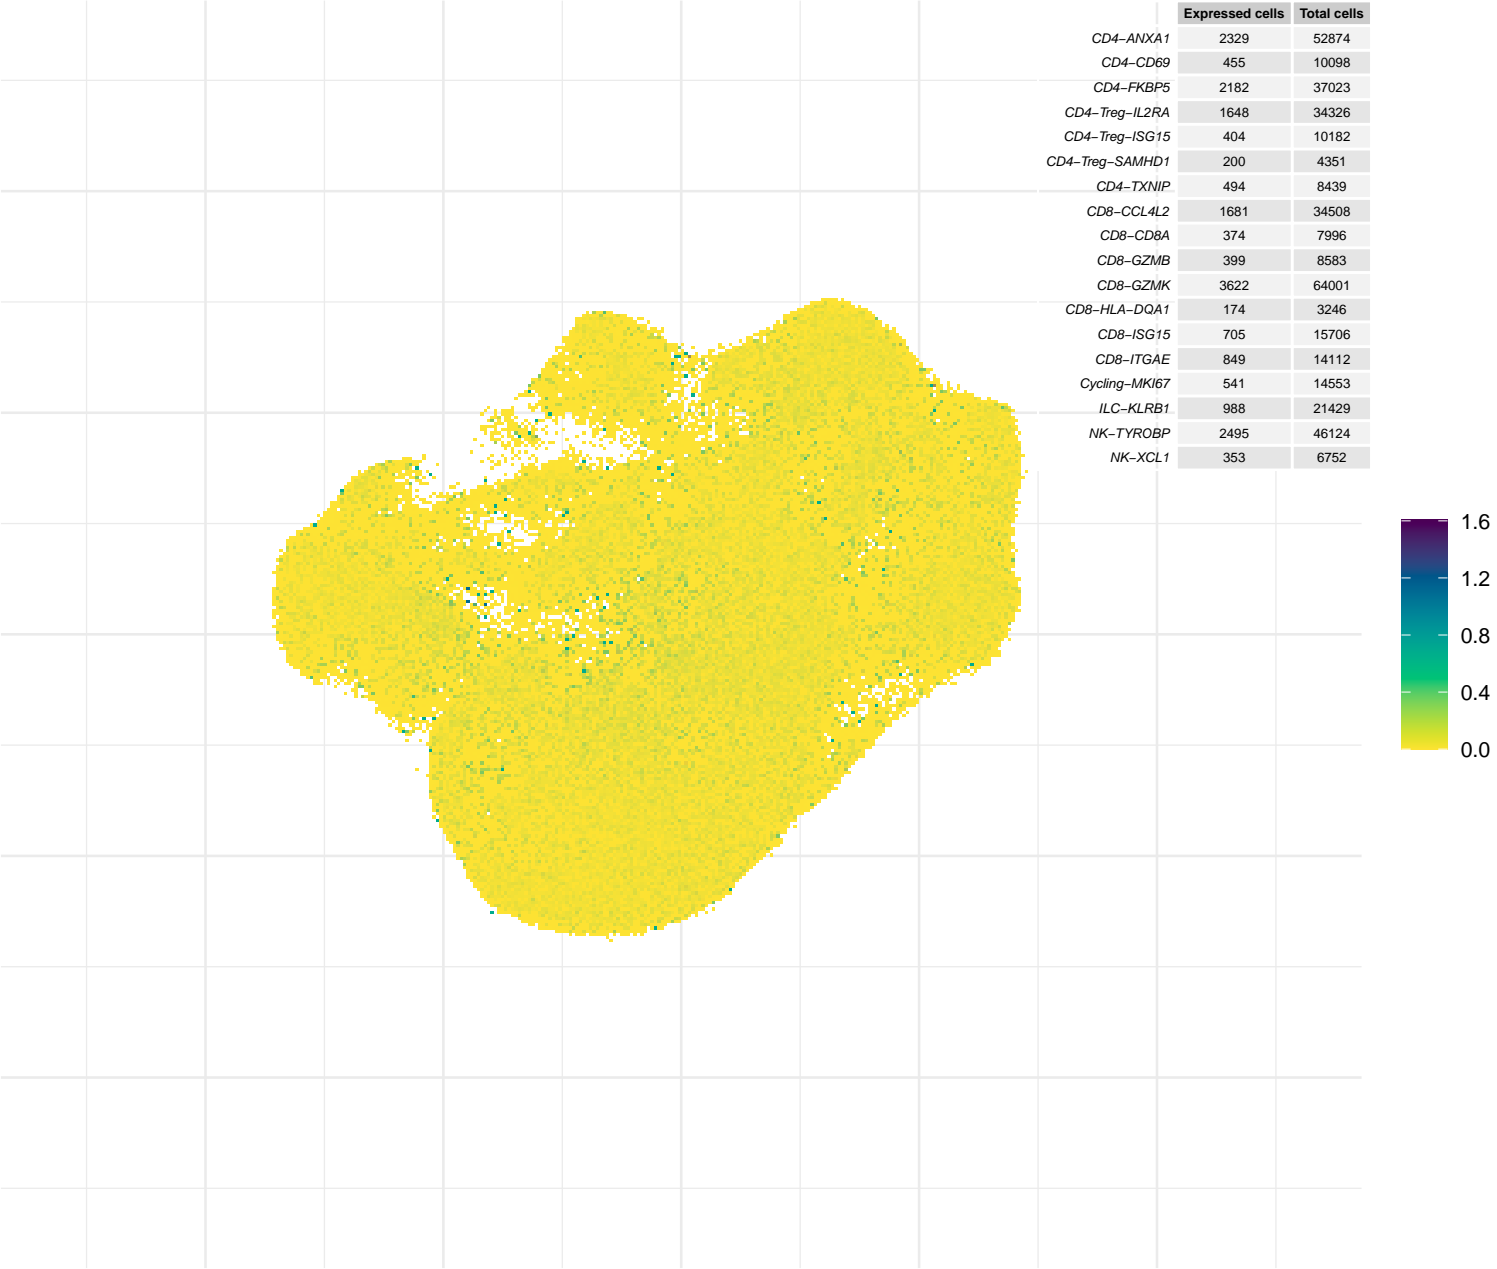 Expressed cells Total cells
CD4−ANXA1 2329 52874
CD4−CD69 455 10098
CD4−FKBP5 2182 37023
CD4−Treg−IL2RA 1648 34326
CD4−Treg−ISG15 404 10182
CD4−Treg−SAMHD1 200 4351
CD4−TXNIP 494 8439
CD8−CCL4L2 1681 34508
CD8−CD8A 374 7996
CD8−GZMB 399 8583
CD8−GZMK 3622 64001
CD8−HLA−DQA1 174 3246
CD8−ISG15 705 15706
CD8−ITGAE 849 14112
Cycling−MKI67 541 14553
ILC−KLRB1 988 21429
NK−TYROBP 2495 46124
NK−XCL1 353 6752
1.6
1.2
0.8
0.4
0.0